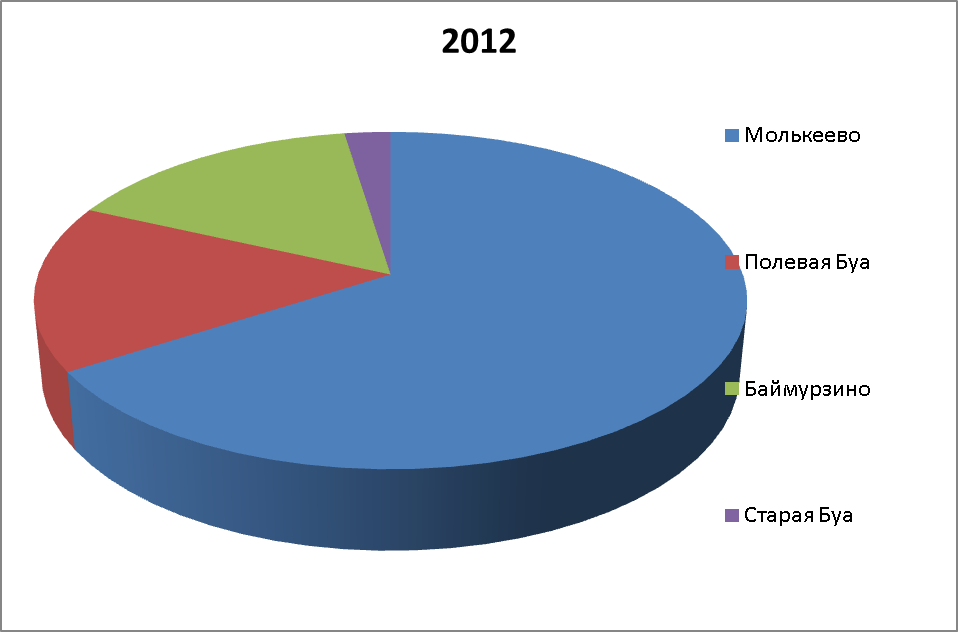 2012
Молькеево
Полевая Буа
Баймурзино
Старая Буа